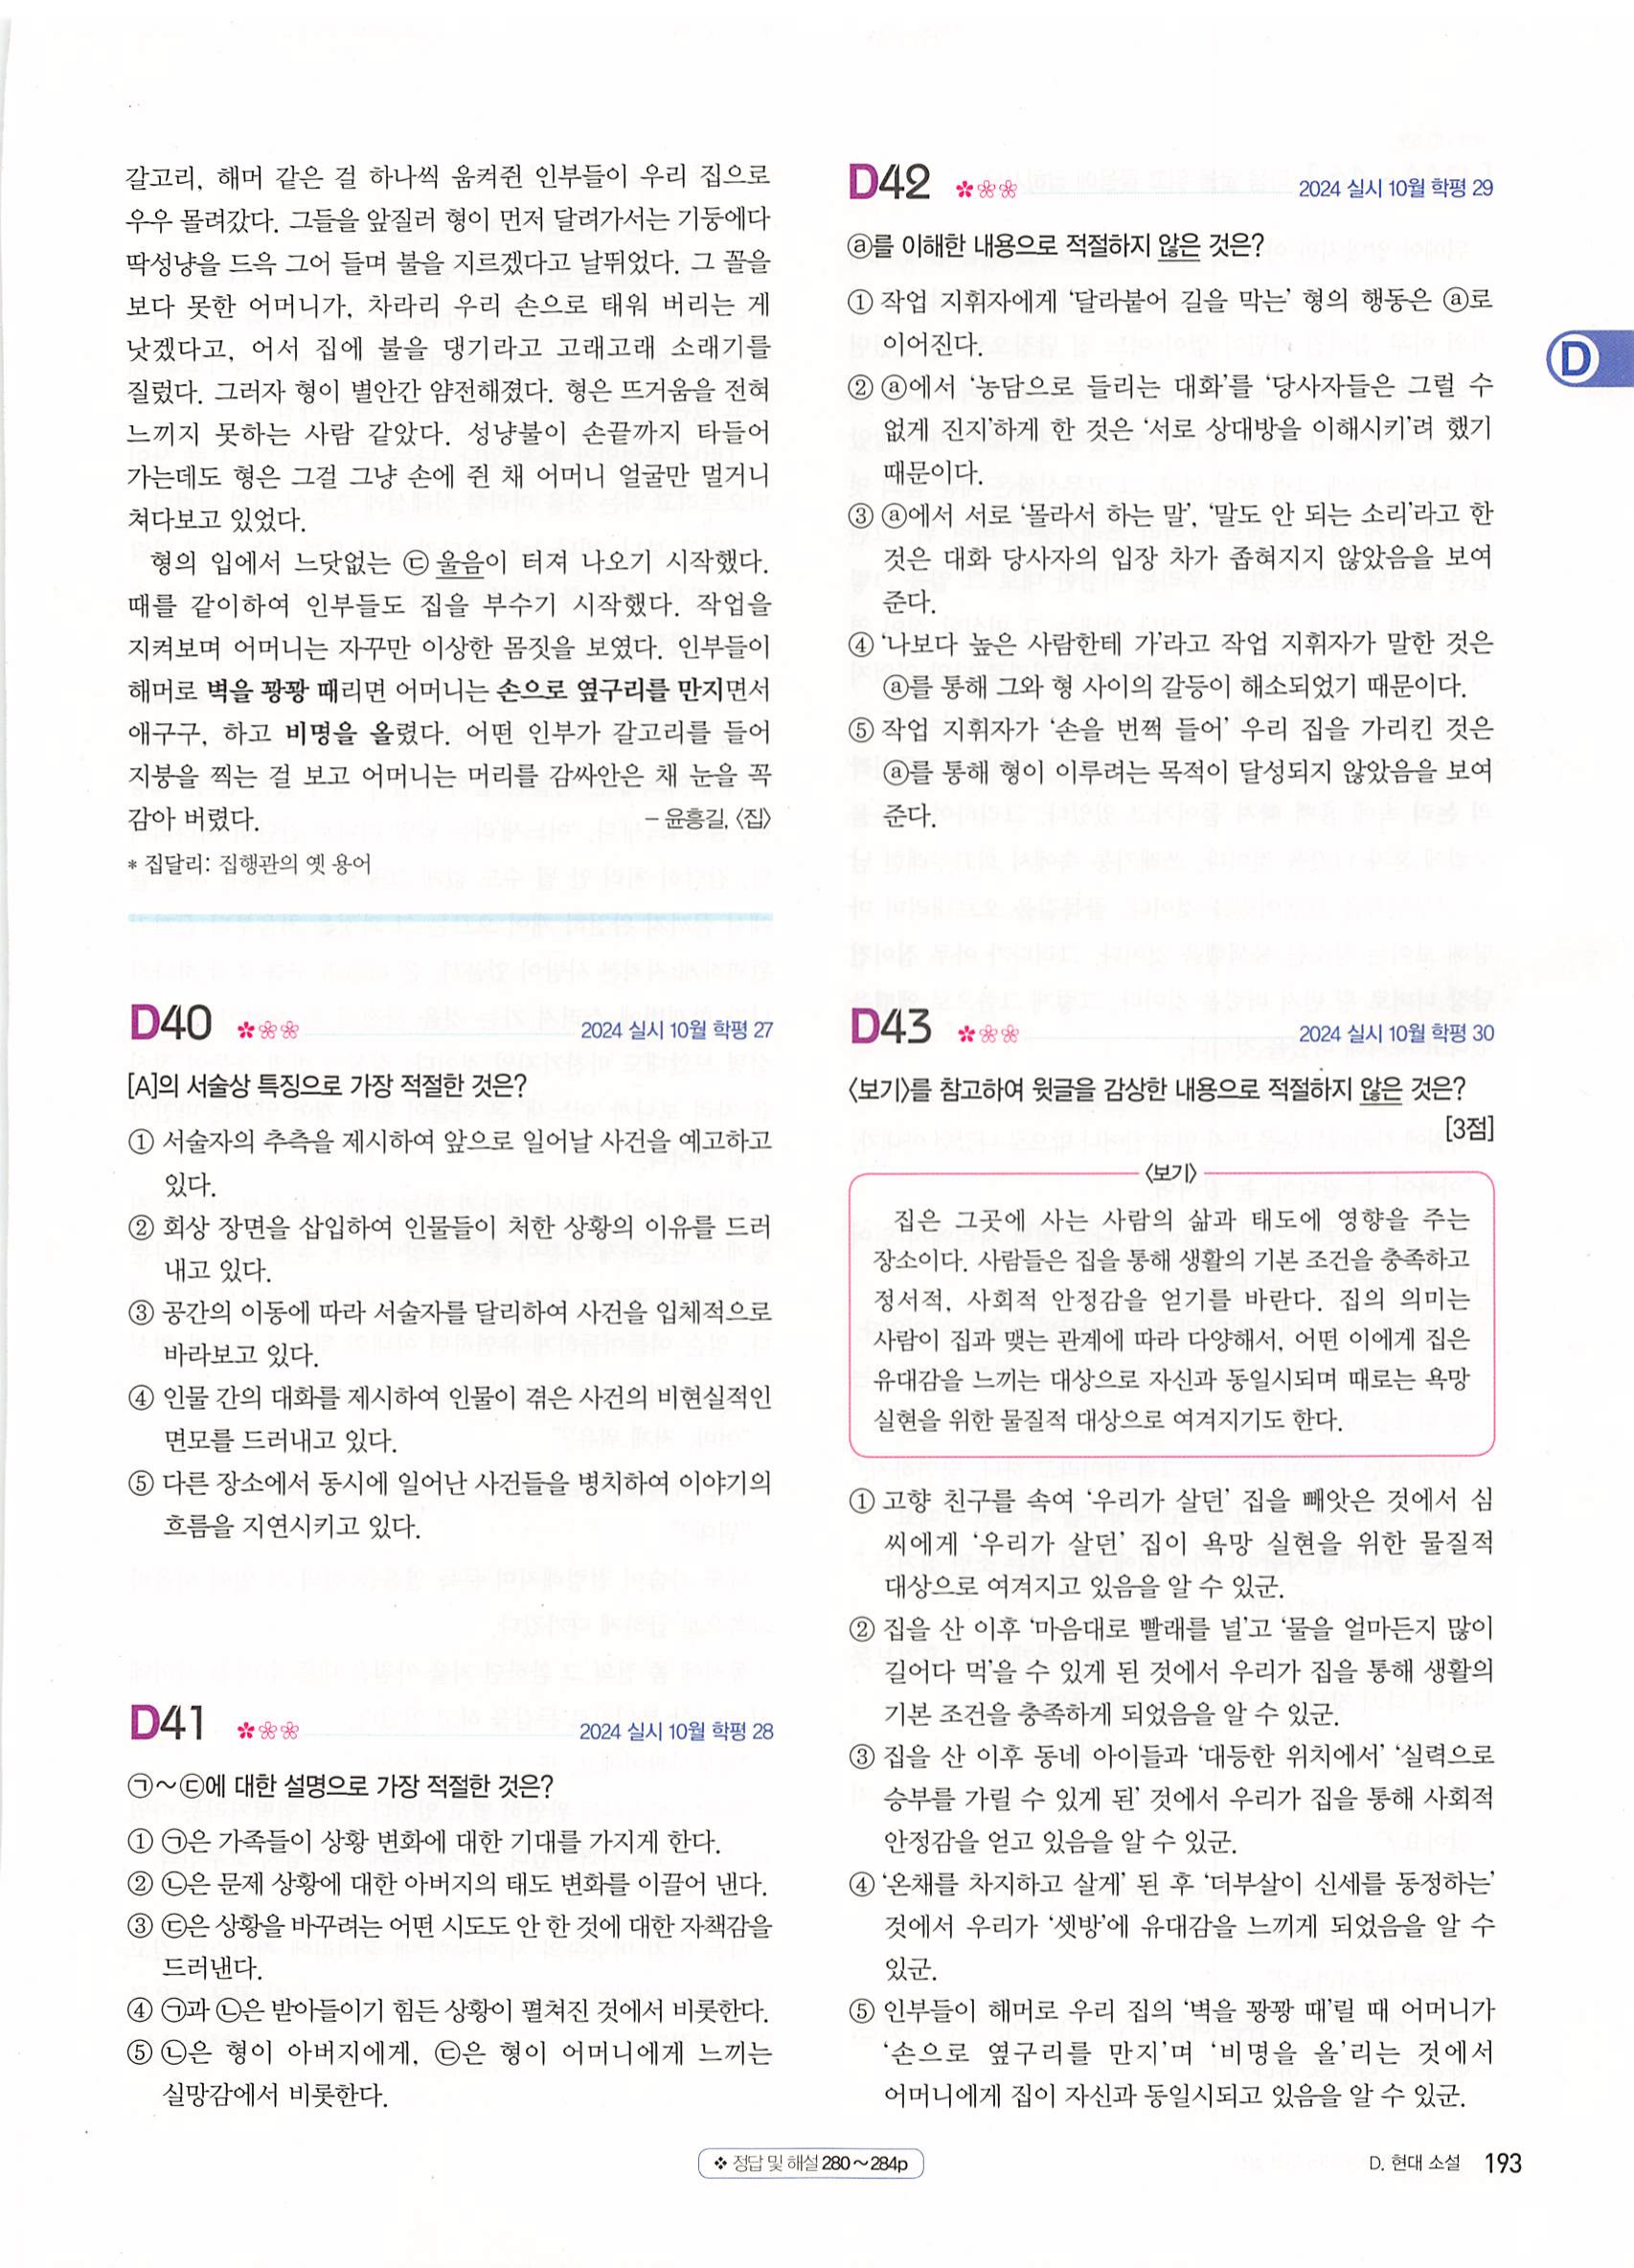 갈고리, 해머 같은 걸 하나씩 움켜쥔 인부들이 우리 집으로
우우 몰려갔다. 그들을 앞질러 형이 먼저 달려가서는 기둥에다
딱성냥을 드윽 그어 들며 불을 지르겠다고 날뛰었다. 그 꼴을
보다 못한 어머니가, 차라리 우리 손으로 태워 버리는 게
낫겠다고, 어서 집에 불을 댕기라고 고래고래 소래기를
질렀다. 그러자 형이 별안간 얌전해졌다. 형은 뜨거움을 전혀
느끼지 못하는 사람 같았다. 성냥불이 손끝까지 타들어
가는데도 형은 그걸 그냥 손에 쥔 채 어머니 얼굴만 멀거니
쳐다보고 있었다.
형의 입에서 느닷없는 ㉢ 울음이 터져 나오기 시작했다.
때를 같이하여 인부들도 집을 부수기 시작했다. 작업을
지켜보며 어머니는 자꾸만 이상한 몸짓을 보였다. 인부들이
해머로 벽을 꽝꽝 때리면 어머니는 손으로 옆구리를 만지면서
애구구, 하고 비명을 올렸다. 어떤 인부가 갈고리를 들어
지붕을 찍는 걸 보고 어머니는 머리를 감싸안은 채 눈을 꼭
감아 버렸다. - 윤흥길, 〈집〉
* 집달리: 집행관의 옛 용어
D40 2024 실시 10월 학평 27
[A]의 서술상 특징으로 가장 적절한 것은?
① 서술자의 추측을 제시하여 앞으로 일어날 사건을 예고하고
있다.
② 회상 장면을 삽입하여 인물들이 처한 상황의 이유를 드러
내고 있다.
③ 공간의 이동에 따라 서술자를 달리하여 사건을 입체적으로
바라보고 있다.
④ 인물 간의 대화를 제시하여 인물이 겪은 사건의 비현실적인
면모를 드러내고 있다.
⑤ 다른 장소에서 동시에 일어난 사건들을 병치하여 이야기의
흐름을 지연시키고 있다.
D41 2024 실시 10월 학평 28
㉠~㉢에 대한 설명으로 가장 적절한 것은?
① ㉠은 가족들이 상황 변화에 대한 기대를 가지게 한다.
② ㉡은 문제 상황에 대한 아버지의 태도 변화를 이끌어 낸다.
③ ㉢은 상황을 바꾸려는 어떤 시도도 안 한 것에 대한 자책감을
드러낸다.
④ ㉠과 ㉡은 받아들이기 힘든 상황이 펼쳐진 것에서 비롯한다.
⑤ ㉡은 형이 아버지에게, ㉢은 형이 어머니에게 느끼는
실망감에서 비롯한다.
D42 2024 실시 10월 학평 29
ⓐ를 이해한 내용으로 적절하지 않은 것은?
① 작업 지휘자에게 ‘달라붙어 길을 막는’ 형의 행동은 ⓐ로
이어진다.
② ⓐ에서 ‘농담으로 들리는 대화’를 ‘당사자들은 그럴 수
없게 진지’하게 한 것은 ‘서로 상대방을 이해시키’려 했기
때문이다.
③ ⓐ에서 서로 ‘몰라서 하는 말’, ‘말도 안 되는 소리’라고 한
것은 대화 당사자의 입장 차가 좁혀지지 않았음을 보여
준다.
④ ‘나보다 높은 사람한테 가’라고 작업 지휘자가 말한 것은
ⓐ를 통해 그와 형 사이의 갈등이 해소되었기 때문이다.
⑤ 작업 지휘자가 ‘손을 번쩍 들어’ 우리 집을 가리킨 것은
ⓐ를 통해 형이 이루려는 목적이 달성되지 않았음을 보여
준다.
D43 2024 실시 10월 학평 30
〈보기〉를 참고하여 윗글을 감상한 내용으로 적절하지 않은 것은?
[3점]
〈보기〉
집은 그곳에 사는 사람의 삶과 태도에 영향을 주는
장소이다. 사람들은 집을 통해 생활의 기본 조건을 충족하고
정서적, 사회적 안정감을 얻기를 바란다. 집의 의미는
사람이 집과 맺는 관계에 따라 다양해서, 어떤 이에게 집은
유대감을 느끼는 대상으로 자신과 동일시되며 때로는 욕망
실현을 위한 물질적 대상으로 여겨지기도 한다.
① 고향 친구를 속여 ‘우리가 살던’ 집을 빼앗은 것에서 심
씨에게 ‘우리가 살던’ 집이 욕망 실현을 위한 물질적
대상으로 여겨지고 있음을 알 수 있군.
② 집을 산 이후 ‘마음대로 빨래를 널’고 ‘물을 얼마든지 많이
길어다 먹’을 수 있게 된 것에서 우리가 집을 통해 생활의
기본 조건을 충족하게 되었음을 알 수 있군.
③ 집을 산 이후 동네 아이들과 ‘대등한 위치에서’ ‘실력으로
승부를 가릴 수 있게 된’ 것에서 우리가 집을 통해 사회적
안정감을 얻고 있음을 알 수 있군.
④ ‘온채를 차지하고 살게’ 된 후 ‘더부살이 신세를 동정하는’
것에서 우리가 ‘셋방’에 유대감을 느끼게 되었음을 알 수
있군.
⑤ 인부들이 해머로 우리 집의 ‘벽을 꽝꽝 때’릴 때 어머니가
‘손으로 옆구리를 만지’며 ‘비명을 올’리는 것에서
어머니에게 집이 자신과 동일시되고 있음을 알 수 있군.
D
❖ 정답 및 해설 280~284p
D. 현대 소설 193